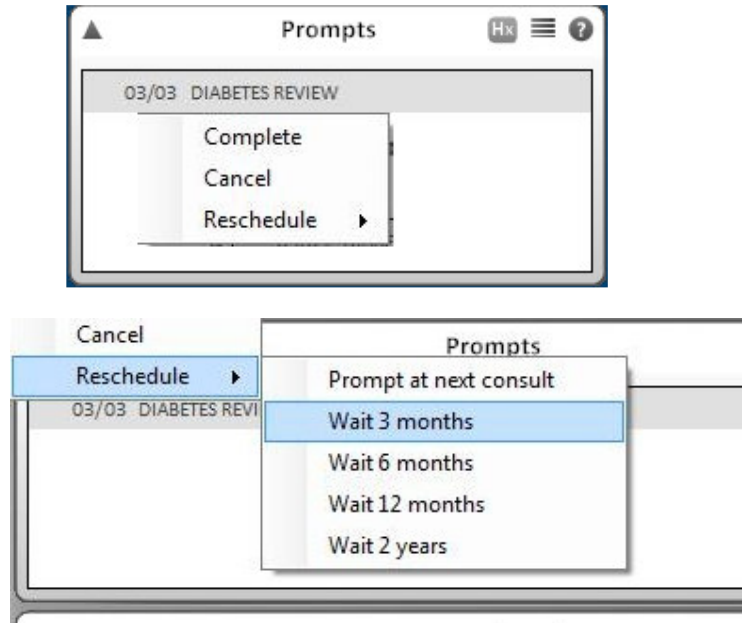 Prompts Hx ?
03/03 DIABETES REVIEW
Complete
Cancel
Reschedule
Cancel
Prompts
Reschedule
Prompt at next consult
03/03 DIABETES REVI
Wait 3 months
Wait 6 months
Wait 12 months
Wait 2 years